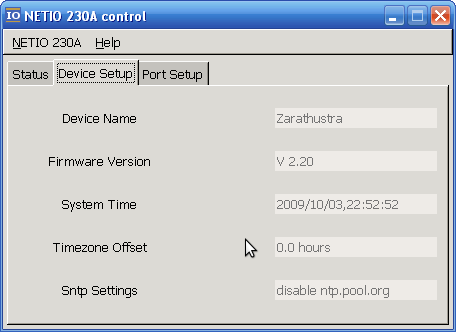 IO NETIO 230A control
NETIO 230A Help
Status Device Setup Port Setup
Device Name Zarathustra
Firmware Version V 2.20
System Time 2009/10/03,22:52:52
Timezone Offset 0.0 hours
Sntp Settings disable ntp.pool.org